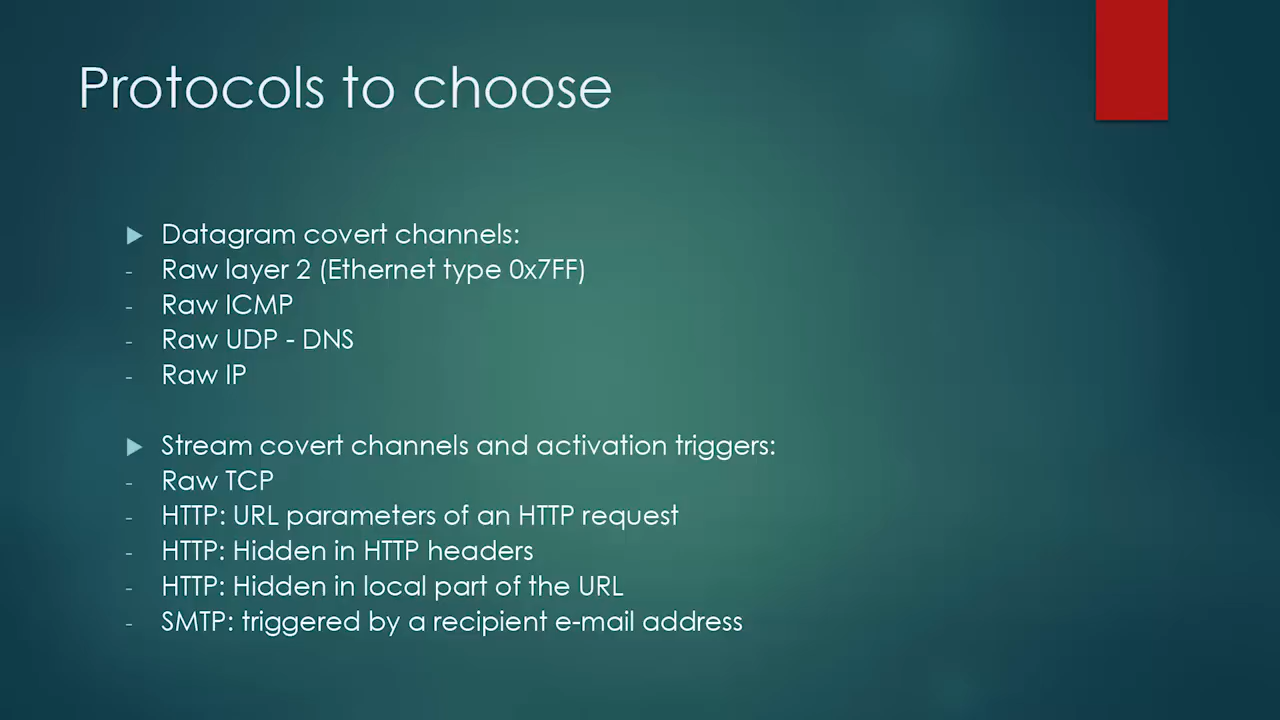 Protocols to choose
Datagram covert channels:
- Raw layer 2 (Ethernet type 0x7FF)
- Raw ICMP
- Raw UDP - DNS
- Raw IP
Stream covert channels and activation triggers:
- Raw TCP
- HTTP: URL parameters of an HTTP request
- HTTP: Hidden in HTTP headers
- HTTP: Hidden in local part of the URL
- SMTP: triggered by a recipient e-mail address